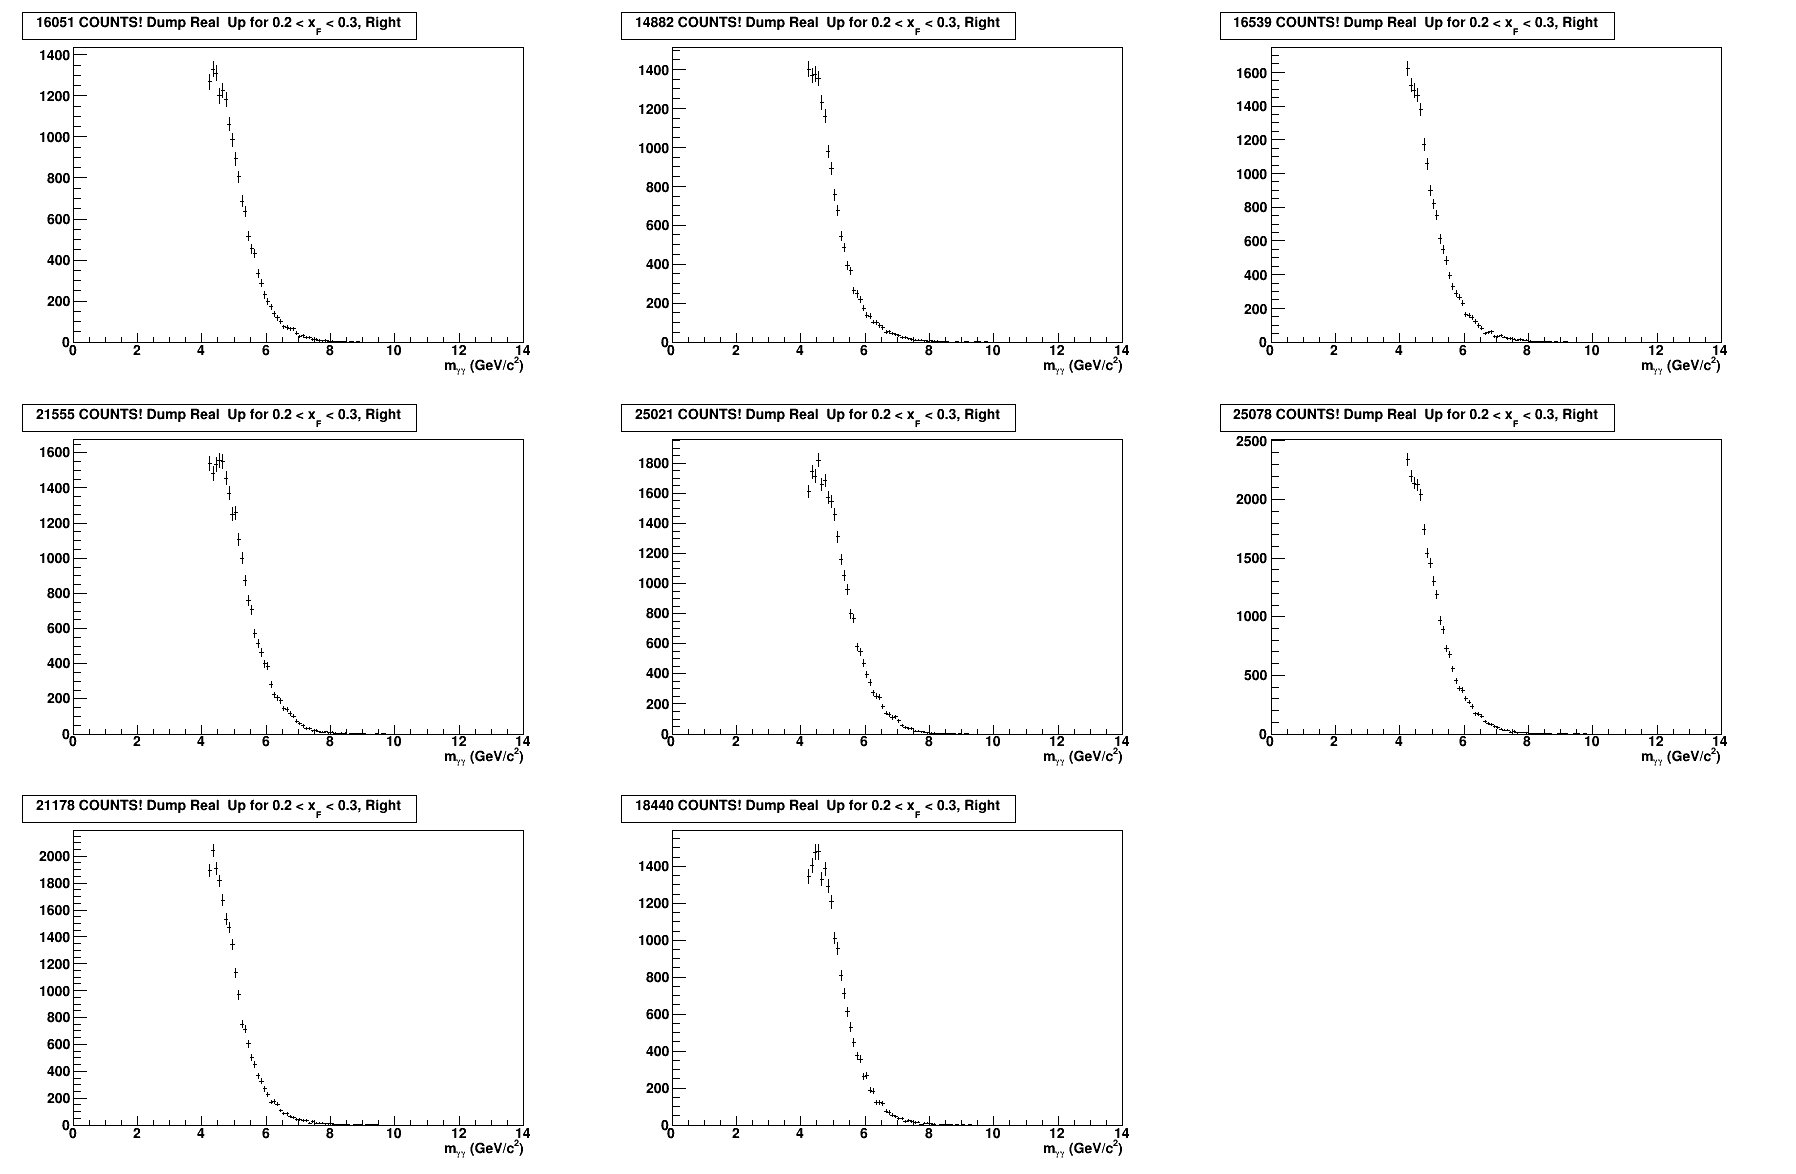 16051 COUNTS! Dump Real Up for 0.2 < x_F < 0.3, Right
1400
1200
1000
800
600
400
200
0
0 2 4 6 8 10 12 14
m_γγ (GeV/c²)
14882 COUNTS! Dump Real Up for 0.2 < x_F < 0.3, Right
1400
1200
1000
800
600
400
200
0
0 2 4 6 8 10 12 14
m_γγ (GeV/c²)
16539 COUNTS! Dump Real Up for 0.2 < x_F < 0.3, Right
1600
1400
1200
1000
800
600
400
200
0
0 2 4 6 8 10 12 14
m_γγ (GeV/c²)
21555 COUNTS! Dump Real Up for 0.2 < x_F < 0.3, Right
1600
1400
1200
1000
800
600
400
200
0
0 2 4 6 8 10 12 14
m_γγ (GeV/c²)
25021 COUNTS! Dump Real Up for 0.2 < x_F < 0.3, Right
1800
1600
1400
1200
1000
800
600
400
200
0
0 2 4 6 8 10 12 14
m_γγ (GeV/c²)
25078 COUNTS! Dump Real Up for 0.2 < x_F < 0.3, Right
2500
2000
1500
1000
500
0
0 2 4 6 8 10 12 14
m_γγ (GeV/c²)
21178 COUNTS! Dump Real Up for 0.2 < x_F < 0.3, Right
2000
1800
1600
1400
1200
1000
800
600
400
200
0
0 2 4 6 8 10 12 14
m_γγ (GeV/c²)
18440 COUNTS! Dump Real Up for 0.2 < x_F < 0.3, Right
1400
1200
1000
800
600
400
200
0
0 2 4 6 8 10 12 14
m_γγ (GeV/c²)